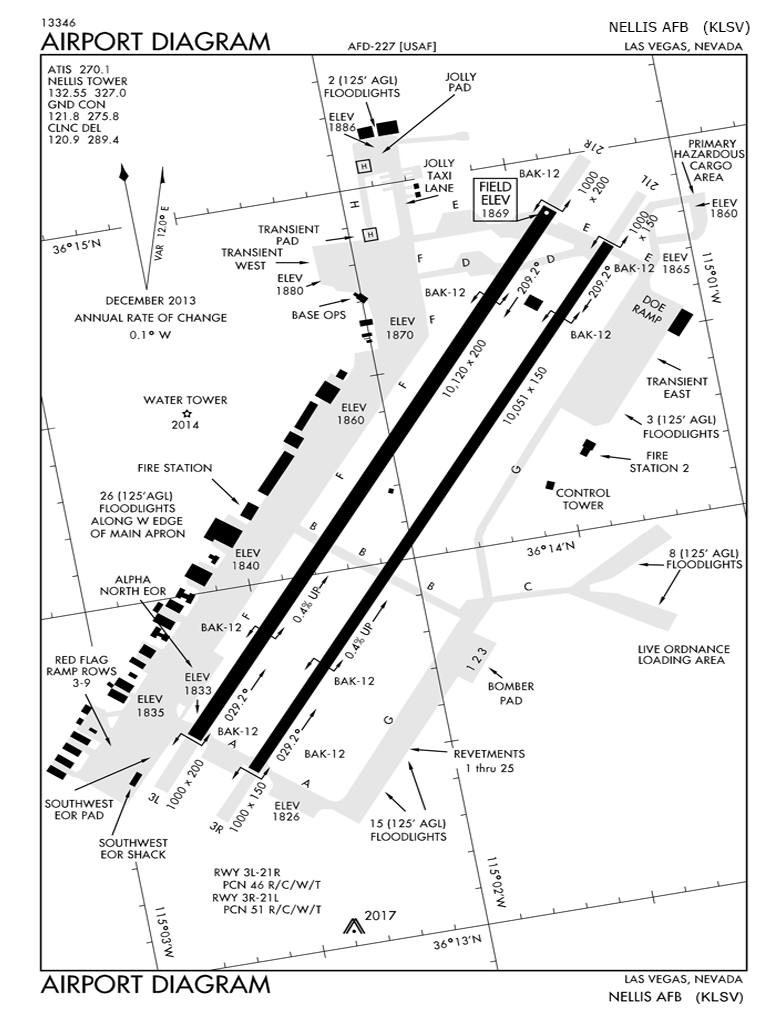 13346
AIRPORT DIAGRAM
AFD-227 [USAF]
NELLIS AFB (KLSV)
LAS VEGAS, NEVADA
ATIS 270.1
NELLIS TOWER
132.55 327.0
GND CON
121.8 275.8
CLNC DEL
120.9 289.4
2 (125' AGL)
FLOODLIGHTS
JOLLY
PAD
ELEV
1886
H
JOLLY
TAXI
LANE
H
E
FIELD
ELEV
1869
BAK-12
21R
1000
x 200
21L
1000
x 150
PRIMARY
HAZARDOUS
CARGO
AREA
ELEV
1860
VAR 12.0° E
36°15'N
TRANSIENT
PAD
H
TRANSIENT
WEST
ELEV
1880
F
D
D
E
E
BAK-12
ELEV
1865
115°01'W
DECEMBER 2013
ANNUAL RATE OF CHANGE
0.1° W
BASE OPS
BAK-12
209.2°
209.2°
ELEV
1870
F
BAK-12
DOE
RAMP
10,120 x 200
10,051 x 150
TRANSIENT
EAST
F
WATER TOWER
2014
ELEV
1860
3 (125' AGL)
FLOODLIGHTS
FIRE STATION
F
G
FIRE
STATION 2
26 (125'AGL)
FLOODLIGHTS
ALONG W EDGE
OF MAIN APRON
CONTROL
TOWER
B
B
36°14'N
ELEV
1840
8 (125' AGL)
FLOODLIGHTS
ALPHA
NORTH EOR
0.4% UP
B
C
F
BAK-12
0.4% UP
RED FLAG
RAMP ROWS
3-9
ELEV
1833
BAK-12
1 2 3
BOMBER
PAD
LIVE ORDNANCE
LOADING AREA
ELEV
1835
029.2°
029.2°
G
BAK-12
A
BAK-12
REVETMENTS
1 thru 25
A
SOUTHWEST
EOR PAD
3L
1000 x 200
3R
1000 x 150
ELEV
1826
15 (125' AGL)
FLOODLIGHTS
SOUTHWEST
EOR SHACK
RWY 3L-21R
PCN 46 R/C/W/T
RWY 3R-21L
PCN 51 R/C/W/T
115°02'W
115°03'W
2017
36°13'N
AIRPORT DIAGRAM
LAS VEGAS, NEVADA
NELLIS AFB (KLSV)